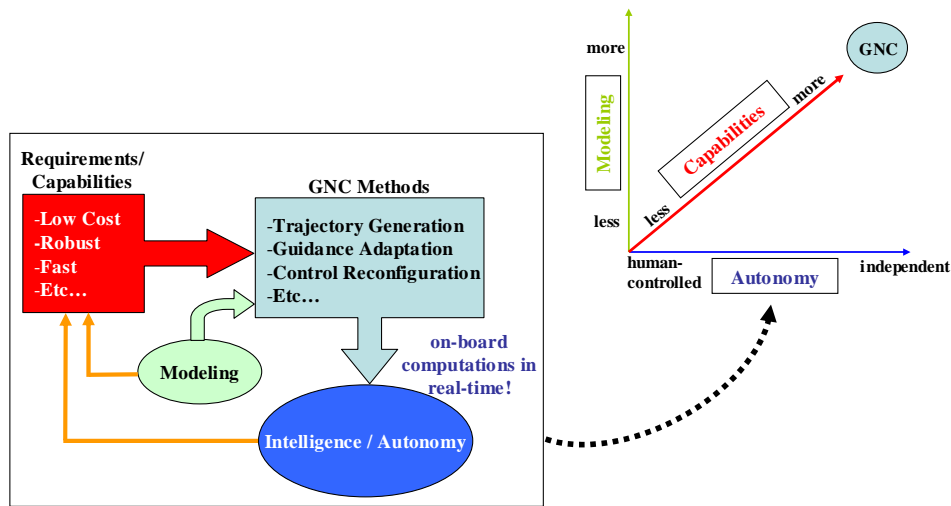 Requirements/
Capabilities
-Low Cost
-Robust
-Fast
-Etc…
GNC Methods
-Trajectory Generation
-Guidance Adaptation
-Control Reconfiguration
-Etc…
Modeling
on-board
computations in
real-time!
Intelligence / Autonomy
more
Modeling
less
less
Capabilities
more
GNC
human-
controlled
Autonomy
independent